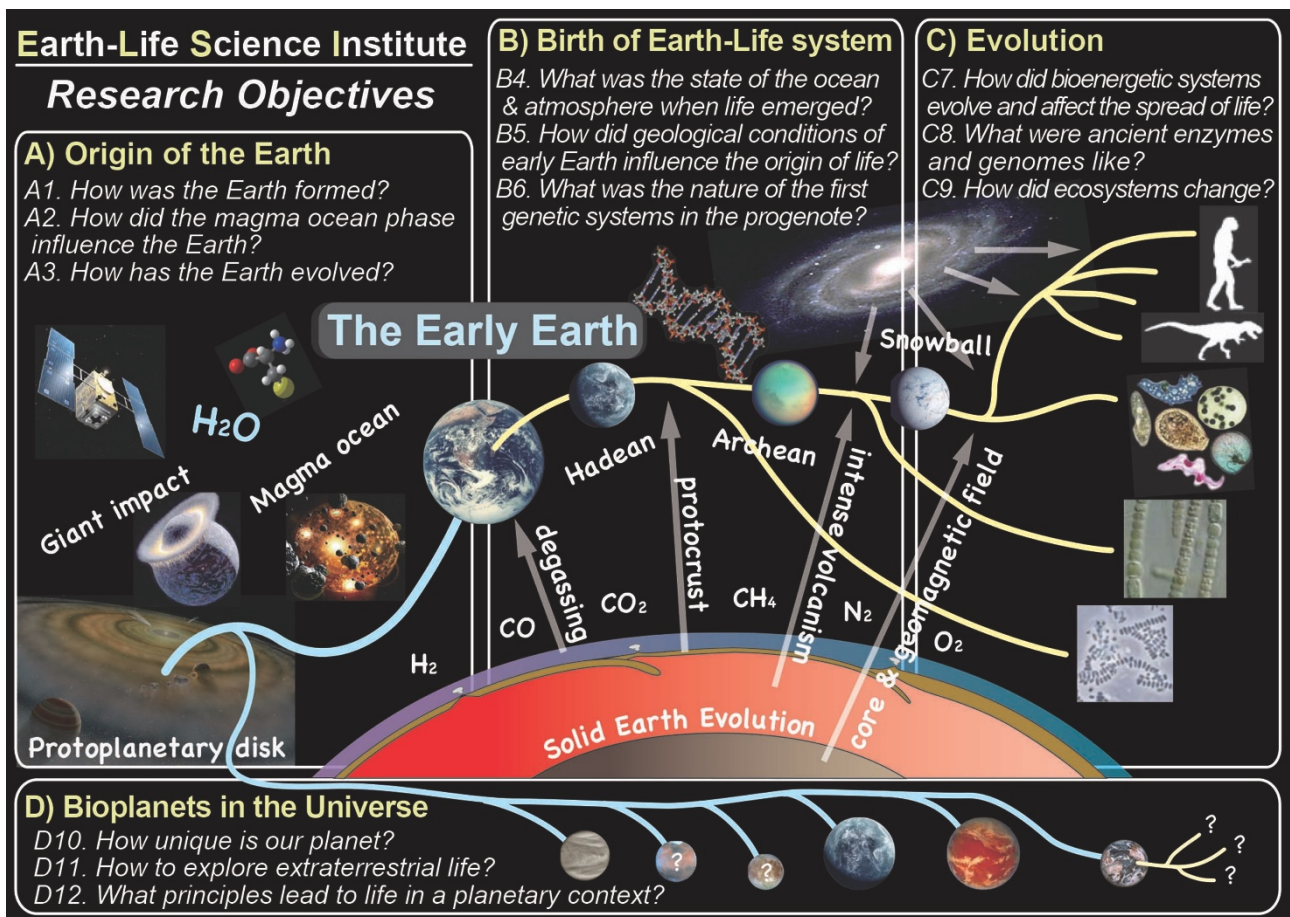 Earth-Life Science Institute
Research Objectives
A) Origin of the Earth
A1. How was the Earth formed?
A2. How did the magma ocean phase
influence the Earth?
A3. How has the Earth evolved?
B) Birth of Earth-Life system
B4. What was the state of the ocean
& atmosphere when life emerged?
B5. How did geological conditions of
early Earth influence the origin of life?
B6. What was the nature of the first
genetic systems in the progenote?
C) Evolution
C7. How did bioenergetic systems
evolve and affect the spread of life?
C8. What were ancient enzymes
and genomes like?
C9. How did ecosystems change?
The Early Earth
Snowball
H2O
Giant impact
Magma ocean
Hadean
Archean
degassing
protocrust
intense volcanism
core & geomagnetic field
H2
CO
CO2
CH4
N2
O2
Solid Earth Evolution
Protoplanetary disk
D) Bioplanets in the Universe
D10. How unique is our planet?
D11. How to explore extraterrestrial life?
D12. What principles lead to life in a planetary context?
?
?
?
?
?